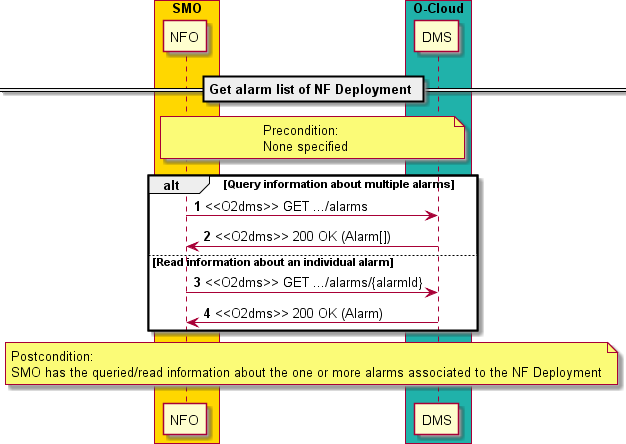 SMO
O-Cloud
NFO
DMS
Get alarm list of NF Deployment
Precondition:
None specified
alt
[Query information about multiple alarms]
1 <<O2dms>> GET .../alarms
2 <<O2dms>> 200 OK (Alarm[])
[Read information about an individual alarm]
3 <<O2dms>> GET .../alarms/{alarmId}
4 <<O2dms>> 200 OK (Alarm)
Postcondition:
SMO has the queried/read information about the one or more alarms associated to the NF Deployment
NFO
DMS